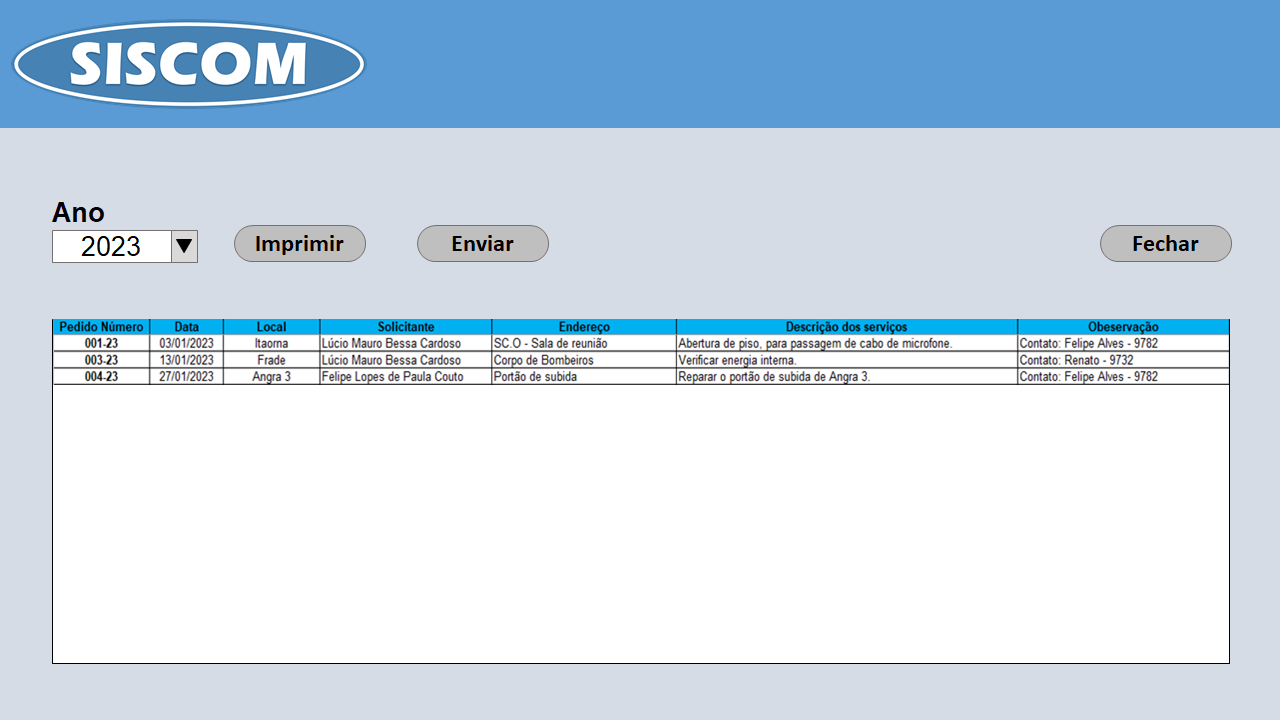 SISCOM
Ano
2023
Imprimir
Enviar
Fechar
Pedido Número Data Local Solicitante Endereço Descrição dos serviços Obeservação
001-23 03/01/2023 Itaorna Lúcio Mauro Bessa Cardoso SC.O - Sala de reunião Abertura de piso, para passagem de cabo de microfone. Contato: Felipe Alves - 9782
003-23 13/01/2023 Frade Lúcio Mauro Bessa Cardoso Corpo de Bombeiros Verificar energia interna. Contato: Renato - 9732
004-23 27/01/2023 Angra 3 Felipe Lopes de Paula Couto Portão de subida Reparar o portão de subida de Angra 3. Contato: Felipe Alves - 9782